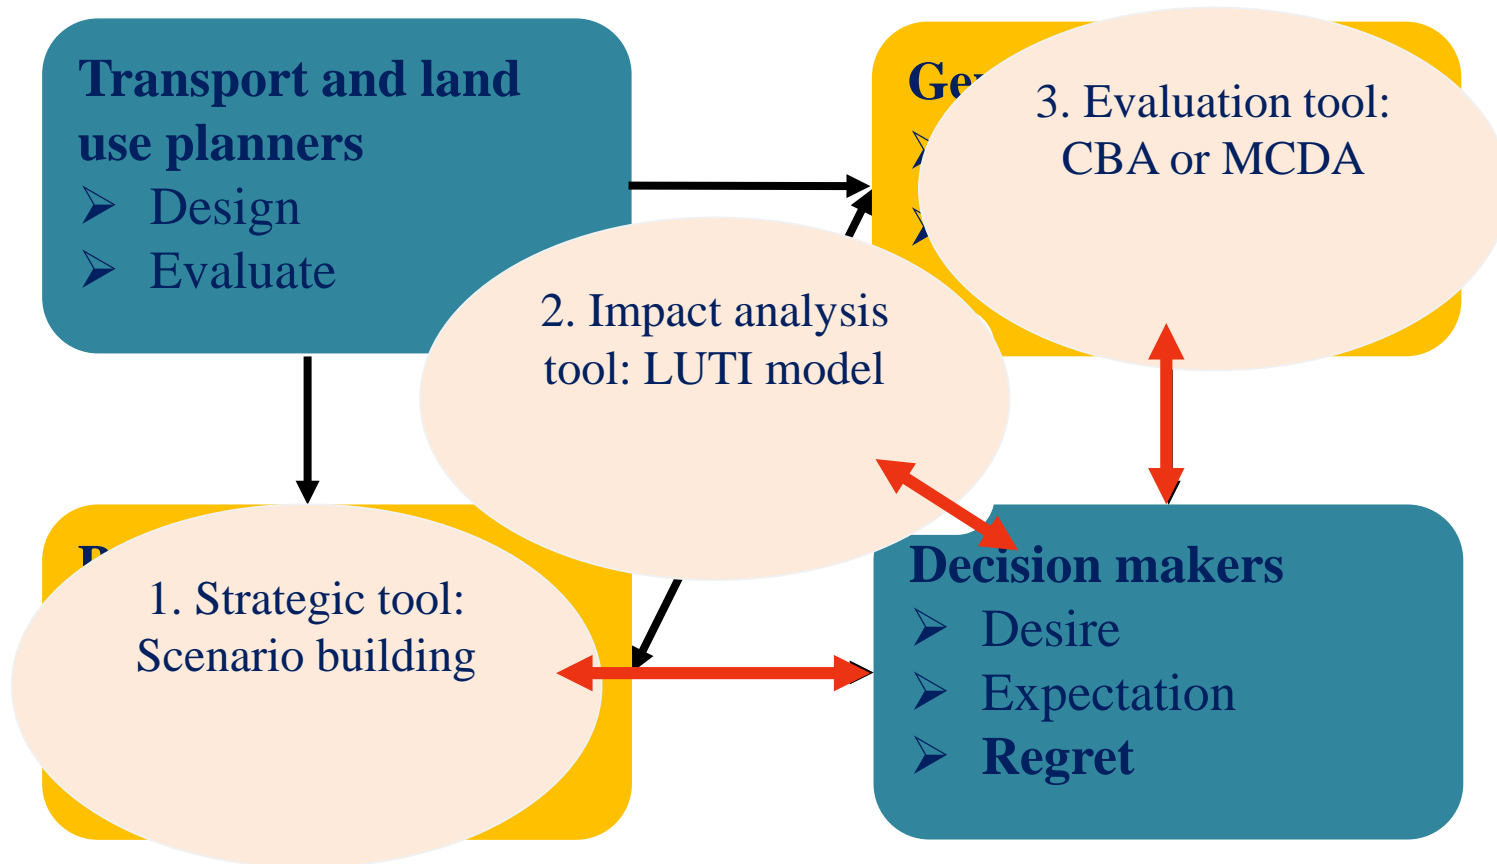 Transport and land
use planners
➢ Design
➢ Evaluate
3. Evaluation tool:
CBA or MCDA
2. Impact analysis
tool: LUTI model
1. Strategic tool:
Scenario building
Decision makers
➢ Desire
➢ Expectation
➢ Regret